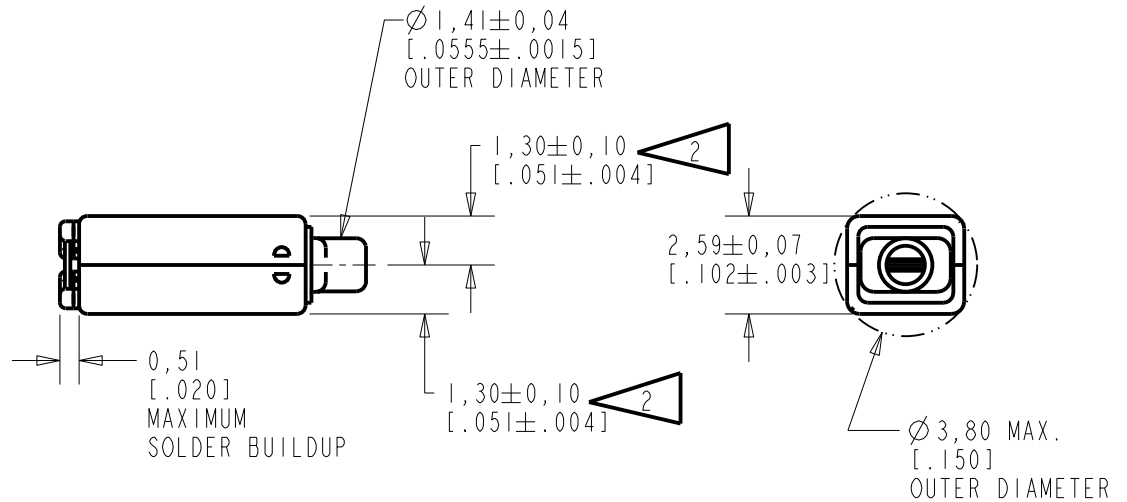 Ø 1,41±0,04
[.0555±.0015]
OUTER DIAMETER
1,30±0,10
[.051±.004]
2
2,59±0,07
[.102±.003]
0,51
[.020]
MAXIMUM
SOLDER BUILDUP
1,30±0,10
[.051±.004]
2
Ø 3,80 MAX.
[.150]
OUTER DIAMETER